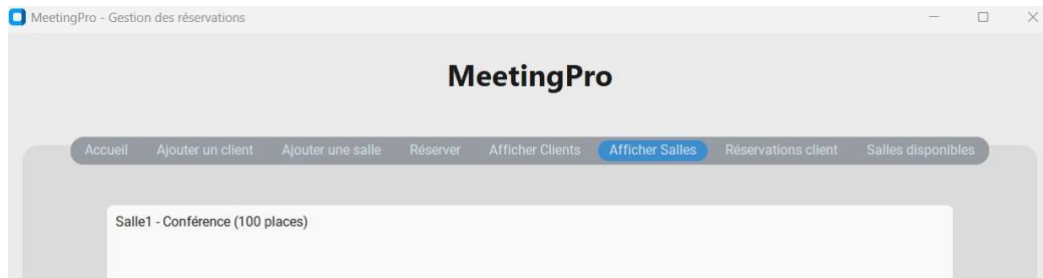 MeetingPro - Gestion des réservations
MeetingPro
Accueil Ajouter un client Ajouter une salle Réserver Afficher Clients Afficher Salles Réservations client Salles disponibles
Salle1 - Conférence (100 places)